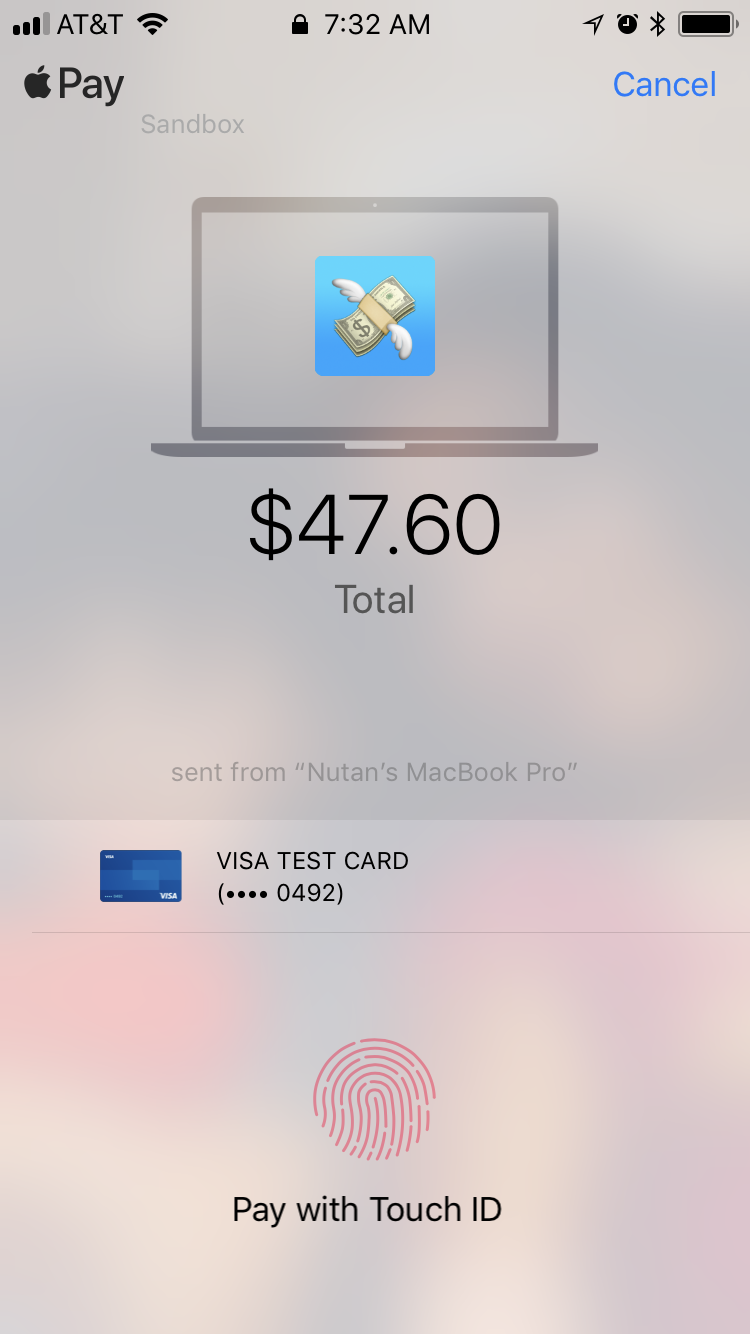 AT&T 7:32 AM
Pay Cancel
Sandbox
$47.60
Total
sent from “Nutan’s MacBook Pro”
VISA TEST CARD
(•••• 0492)
VISA
Pay with Touch ID